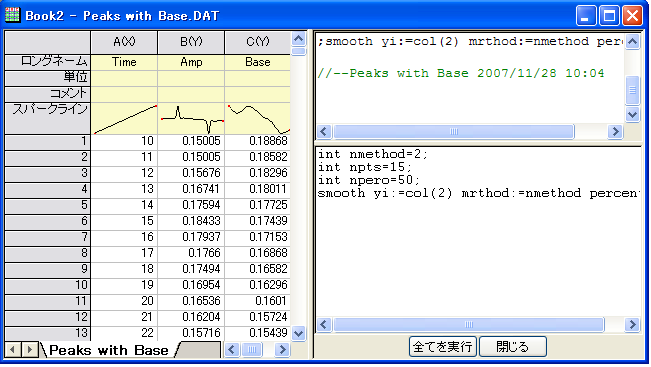 Book2 - Peaks with Base.DAT
A(X) B(Y) C(Y)
ロングネーム Time Amp Base
単位
コメント
スパークライン
1 10 0.15005 0.18868
2 11 0.15005 0.18582
3 12 0.15676 0.18296
4 13 0.16741 0.18011
5 14 0.17594 0.17725
6 15 0.18433 0.17439
7 16 0.17937 0.17153
8 17 0.1766 0.16868
9 18 0.17494 0.16582
10 19 0.16954 0.16296
11 20 0.16536 0.1601
12 21 0.16204 0.15724
13 22 0.15716 0.15439
Peaks with Base
;smooth yi:=col(2) mrthod:=nmethod perc
//--Peaks with Base 2007/11/28 10:04
int nmethod=2;
int npts=15;
int npero=50;
smooth yi:=col(2) mrthod:=nmethod percen
全てを実行 閉じる